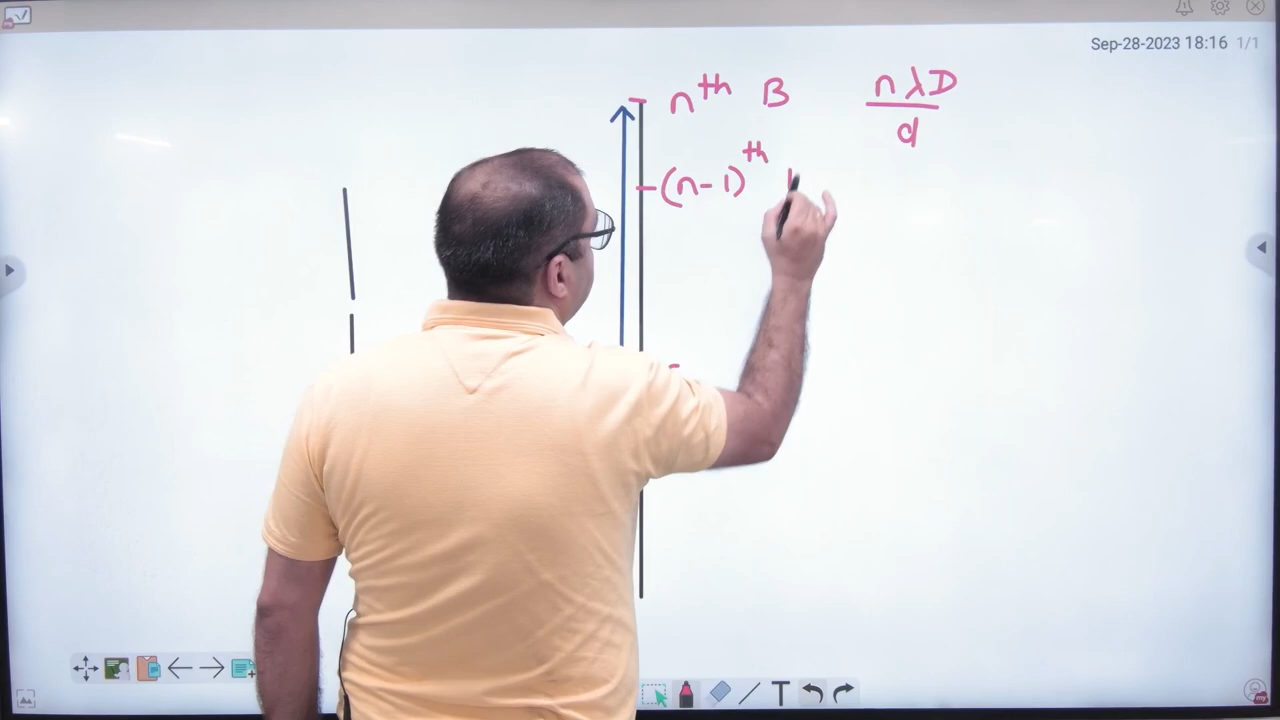 Sep-28-2023 18:16 1/1
nth B nλD/d
(n-1)th
T